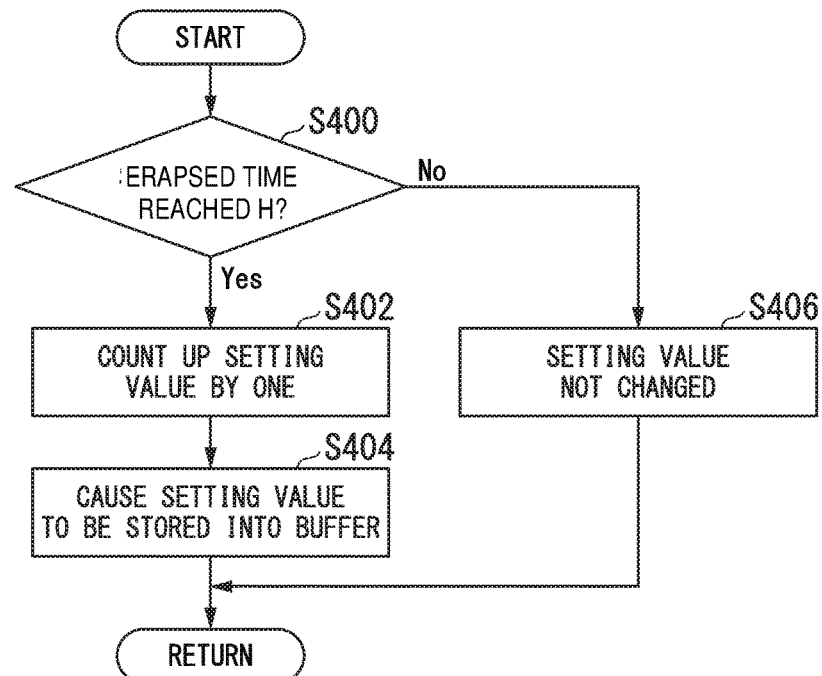 START
S400
ERAPSED TIME
REACHED H?
No
Yes
S402
COUNT UP SETTING
VALUE BY ONE
S406
SETTING VALUE
NOT CHANGED
S404
CAUSE SETTING VALUE
TO BE STORED INTO BUFFER
RETURN